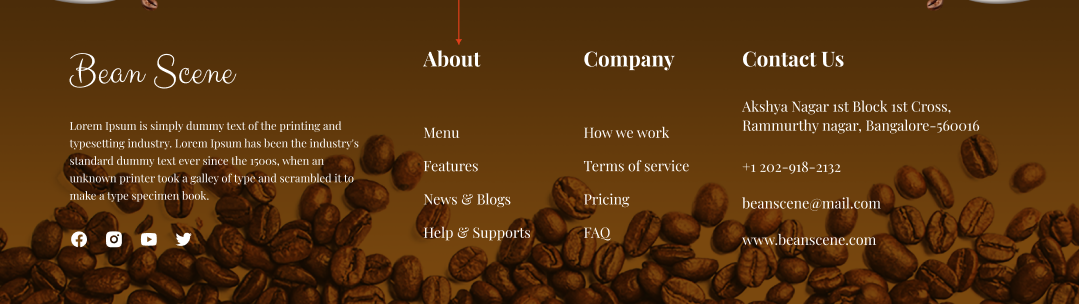 Bean Scene
Lorem Ipsum is simply dummy text of the printing and
typesetting industry. Lorem Ipsum has been the industry's
standard dummy text ever since the 1500s, when an
unknown printer took a galley of type and scrambled it to
make a type specimen book.
About
Menu
Features
News & Blogs
Help & Supports
Company
How we work
Terms of service
Pricing
FAQ
Contact Us
Akshya Nagar 1st Block 1st Cross,
Rammurthy nagar, Bangalore-560016
+1 202-918-2132
beanscene@mail.com
www.beanscene.com